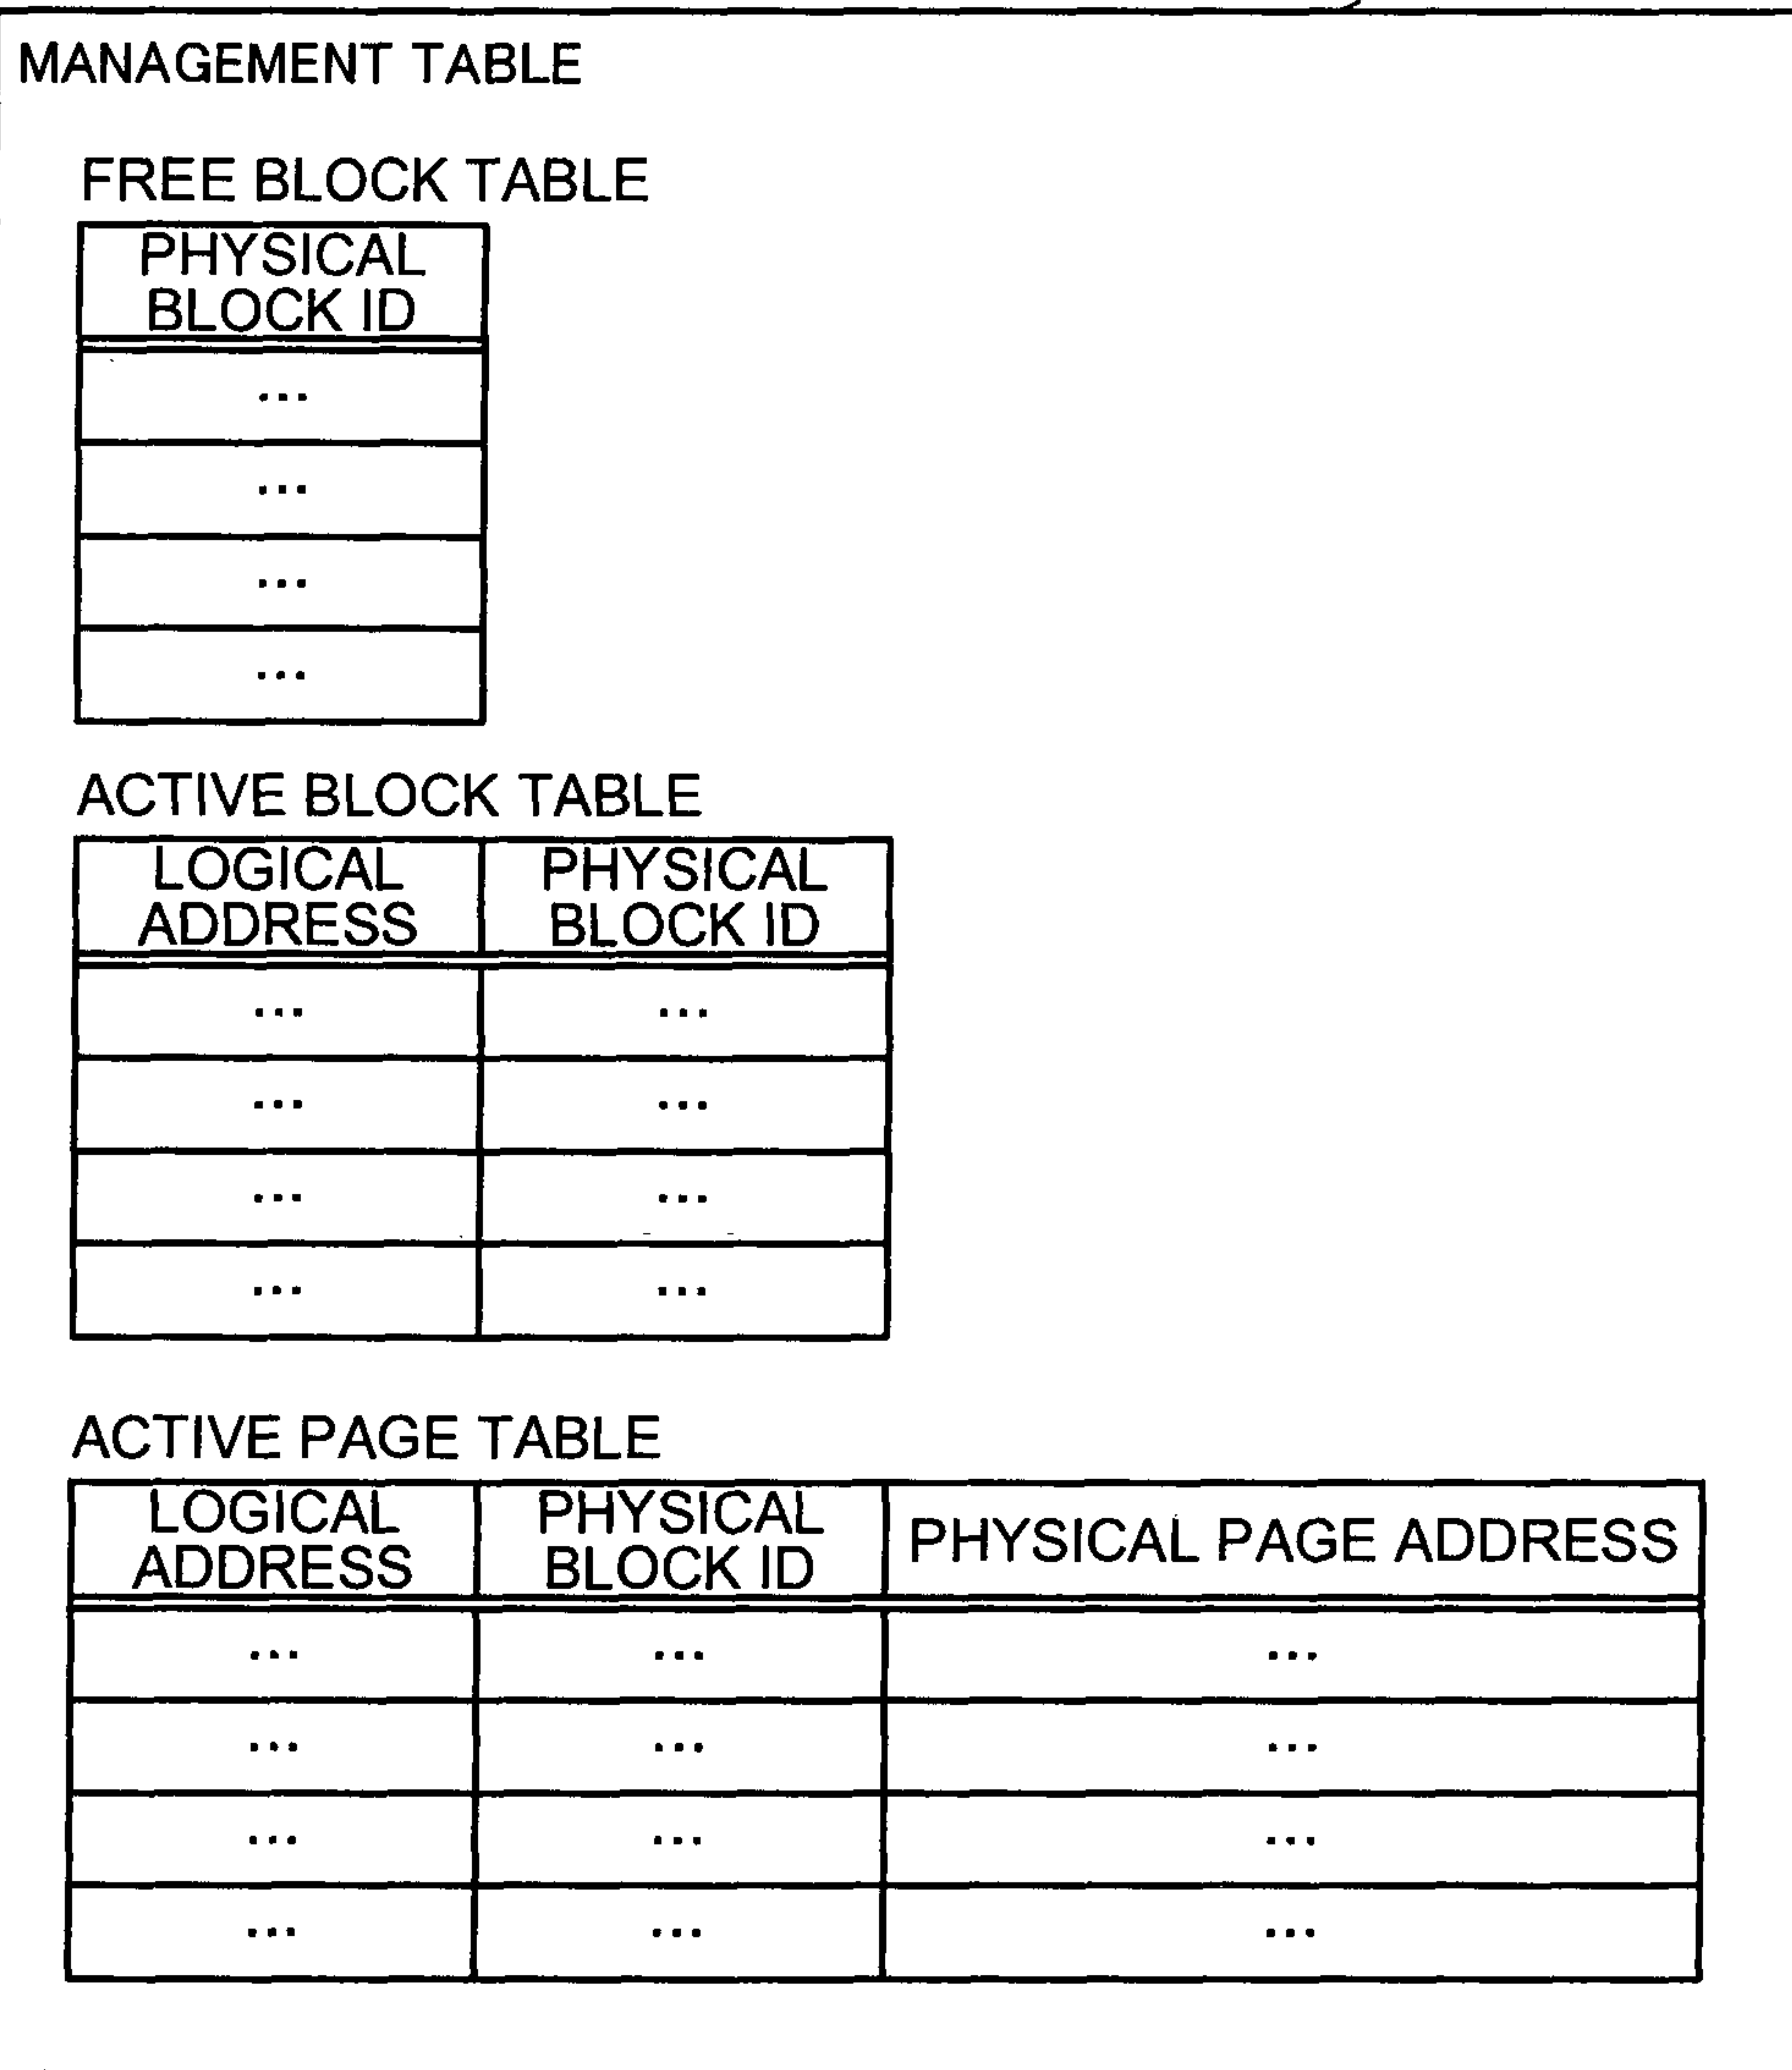 MANAGEMENT TABLE
FREE BLOCK TABLE
PHYSICAL
BLOCK ID
...
...
...
...
ACTIVE BLOCK TABLE
LOGICAL PHYSICAL
ADDRESS BLOCK ID
... ...
... ...
... ...
... ...
ACTIVE PAGE TABLE
LOGICAL PHYSICAL
ADDRESS BLOCK ID PHYSICAL PAGE ADDRESS
... ... ...
... ... ...
... ... ...
... ... ...